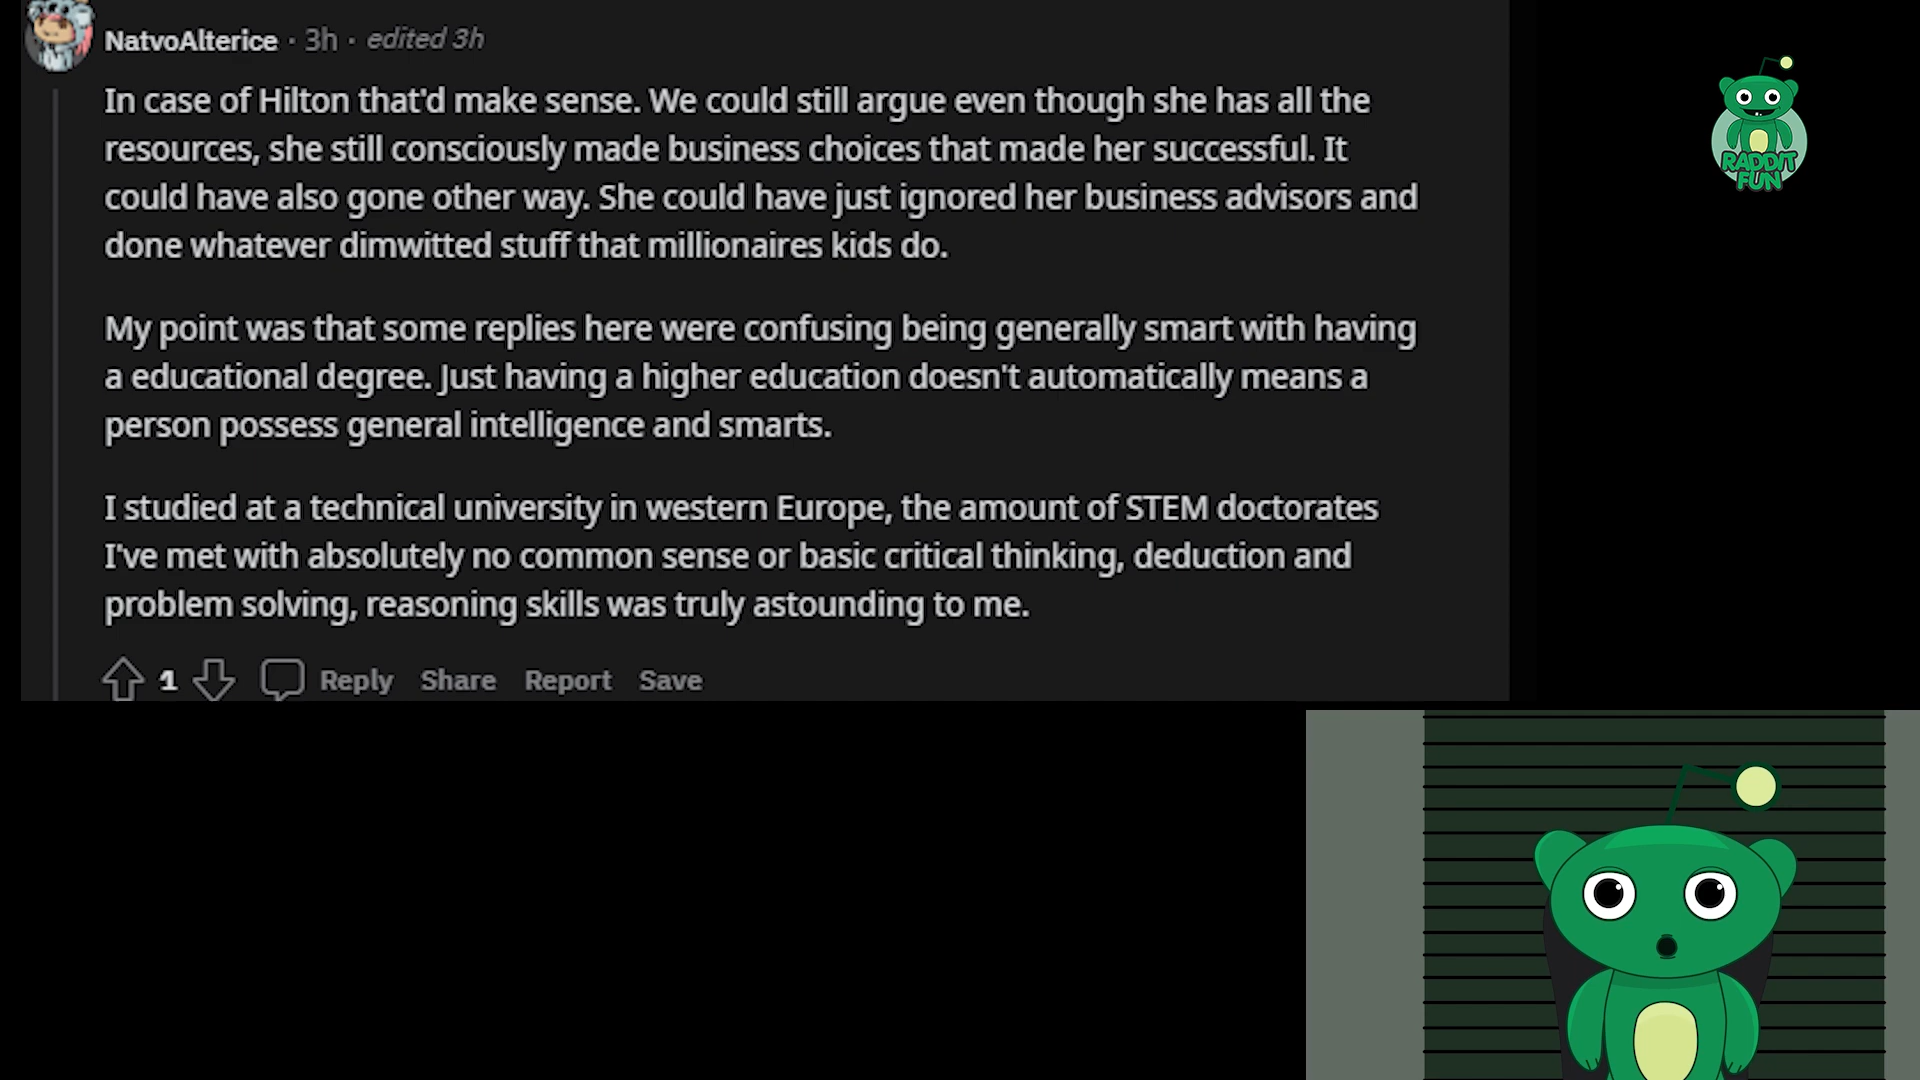 NatvoAlterice · 3h · edited 3h
In case of Hilton that'd make sense. We could still argue even though she has all the
resources, she still consciously made business choices that made her successful. It
could have also gone other way. She could have just ignored her business advisors and
done whatever dimwitted stuff that millionaires kids do.
My point was that some replies here were confusing being generally smart with having
a educational degree. Just having a higher education doesn't automatically means a
person possess general intelligence and smarts.
I studied at a technical university in western Europe, the amount of STEM doctorates
I've met with absolutely no common sense or basic critical thinking, deduction and
problem solving, reasoning skills was truly astounding to me.
1 Reply Share Report Save
RADDIT
FUN